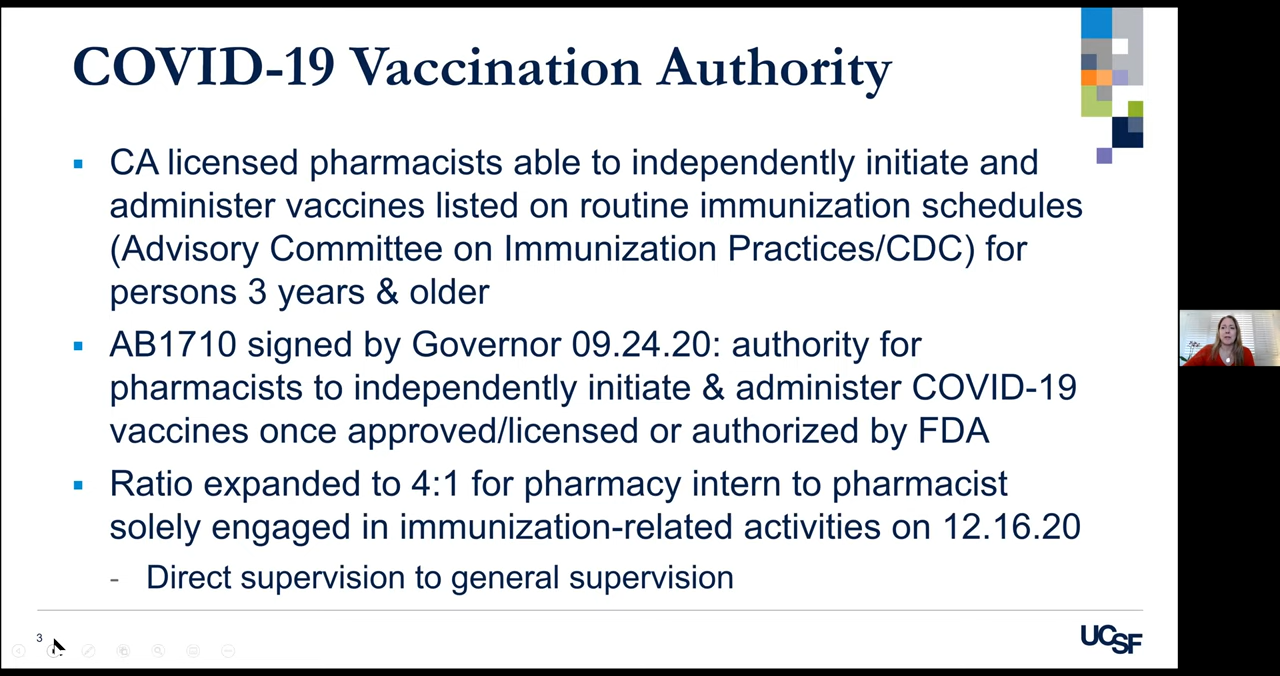 COVID-19 Vaccination Authority
CA licensed pharmacists able to independently initiate and
administer vaccines listed on routine immunization schedules
(Advisory Committee on Immunization Practices/CDC) for
persons 3 years & older
AB1710 signed by Governor 09.24.20: authority for
pharmacists to independently initiate & administer COVID-19
vaccines once approved/licensed or authorized by FDA
Ratio expanded to 4:1 for pharmacy intern to pharmacist
solely engaged in immunization-related activities on 12.16.20
- Direct supervision to general supervision
3
UCSF